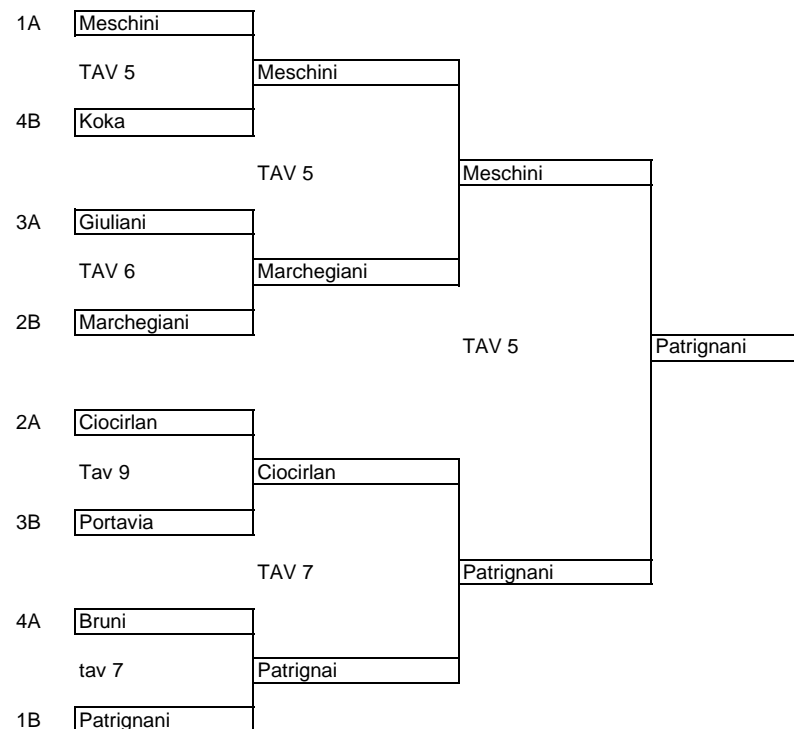 1A Meschini
TAV 5 Meschini
4B Koka
TAV 5 Meschini
3A Giuliani
TAV 6 Marchegiani
2B Marchegiani
TAV 5 Patrignani
2A Ciocirlan
Tav 9 Ciocirlan
3B Portavia
TAV 7 Patrignani
4A Bruni
tav 7 Patrignai
1B Patrignani